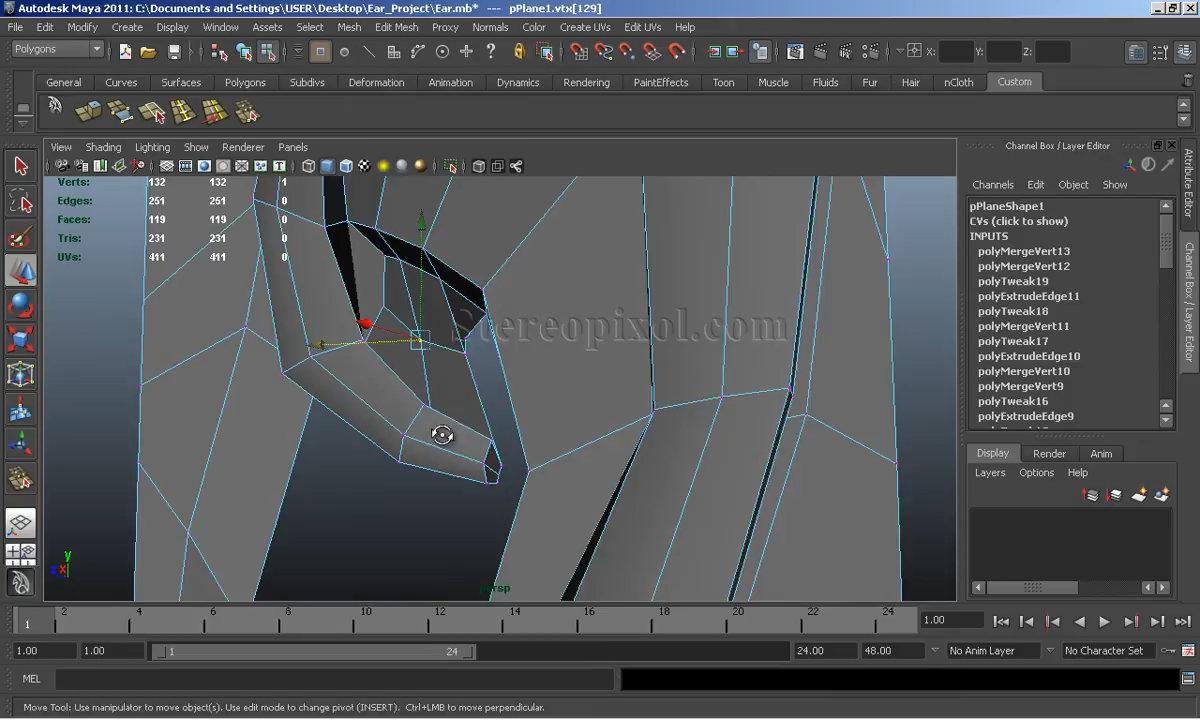 Autodesk Maya 2011: C:\Documents and Settings\USER\Desktop\Ear_Project\Ear.mb* --- pPlane1.vtx[129]
File Edit Modify Create Display Window Assets Select Mesh Edit Mesh Proxy Normals Color Create UVs Edit UVs Help
Polygons X: Y: Z:
General Curves Surfaces Polygons Subdivs Deformation Animation Dynamics Rendering PaintEffects Toon Muscle Fluids Fur Hair nCloth Custom
View Shading Lighting Show Renderer Panels
Channel Box / Layer Editor
Verts: 132 132 1
Edges: 251 251 0
Faces: 119 119 0
Tris: 231 231 0
UVs: 411 411 0
Stereopixol.com
y
x
z
persp
Channels Edit Object Show
pPlaneShape1
CVs (click to show)
INPUTS
polyMergeVert13
polyMergeVert12
polyTweak19
polyExtrudeEdge11
polyTweak18
polyMergeVert11
polyTweak17
polyExtrudeEdge10
polyMergeVert10
polyMergeVert9
polyTweak16
polyExtrudeEdge9
Attribute Editor
Channel Box / Layer Editor
Display Render Anim
Layers Options Help
1 2 4 6 8 10 12 14 16 18 20 22 24 1.00
1.00 1.00 1 24 24.00 48.00 No Anim Layer No Character Set
MEL
Move Tool: Use manipulator to move object(s). Use edit mode to change pivot (INSERT). Ctrl+LMB to move perpendicular.